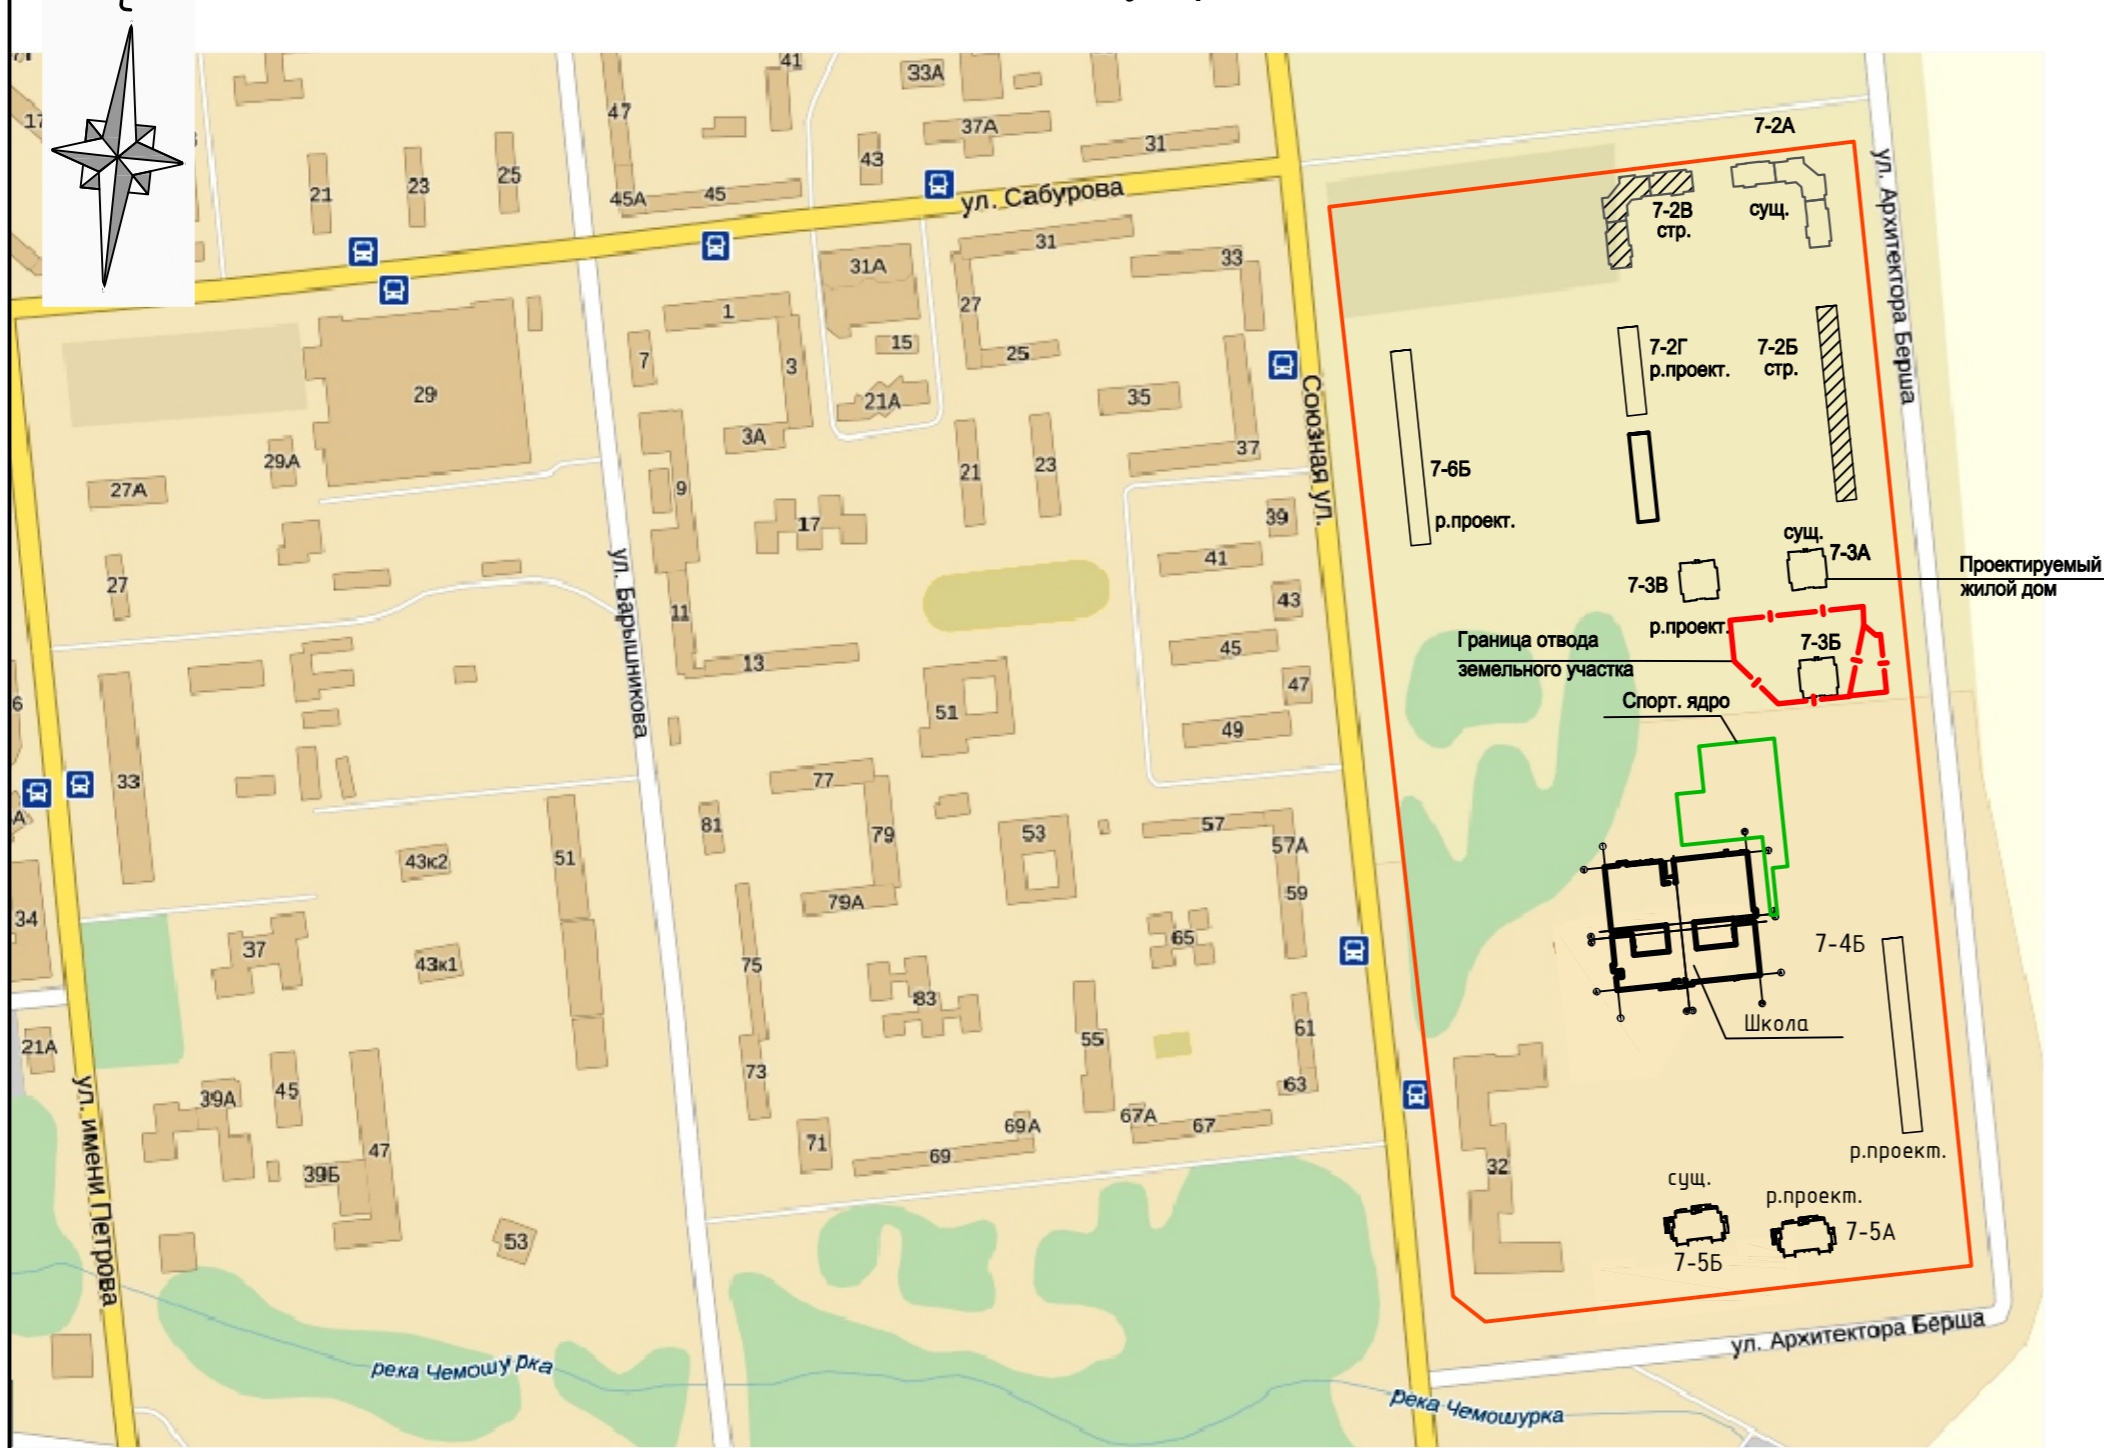 41
33А
47
17
37А
43
31
21
23
25
45А
45
ул. Сабурова
7-2А
ул. Архитектора Берша
7-2В
стр.
сущ.
31А
31
33
27
1
15
25
7
3
21А
35
29
3А
37
7-2Г
р.проект.
7-2Б
стр.
Союзная ул.
29А
27А
9
21
23
7-6Б
р.проект.
17
39
41
сущ.
7-3А
Проектируемый
жилой дом
27
ул. Барышникова
11
43
7-3В
р.проект.
Граница отвода
земельного участка
7-3Б
13
45
47
Спорт. ядро
6
51
49
33
77
81
79
53
57
57А
А
43к2
51
79А
59
34
37
43к1
75
65
7-4Б
83
Школа
21А
55
61
39А
45
73
63
ул. имени Петрова
47
71
69А
67А
67
69
39Б
32
р.проект.
сущ.
р.проект.
7-5А
7-5Б
53
ул. Архитектора Берша
река Чемошурка
река Чемошурка